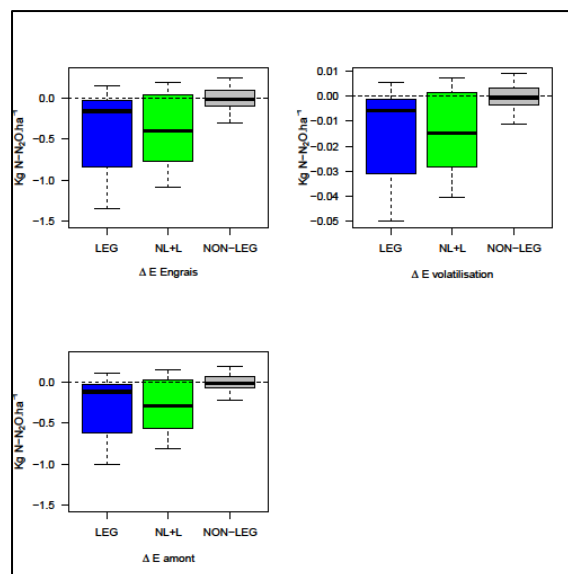 Kg N−N₂O.ha⁻¹
0.0
−0.5
−1.0
−1.5
LEG NL+L NON−LEG
Δ E Engrais
Kg N−N₂O.ha⁻¹
0.01
0.00
−0.01
−0.02
−0.03
−0.04
−0.05
LEG NL+L NON−LEG
Δ E volatilisation
Kg N−N₂O.ha⁻¹
0.0
−0.5
−1.0
−1.5
LEG NL+L NON−LEG
Δ E amont